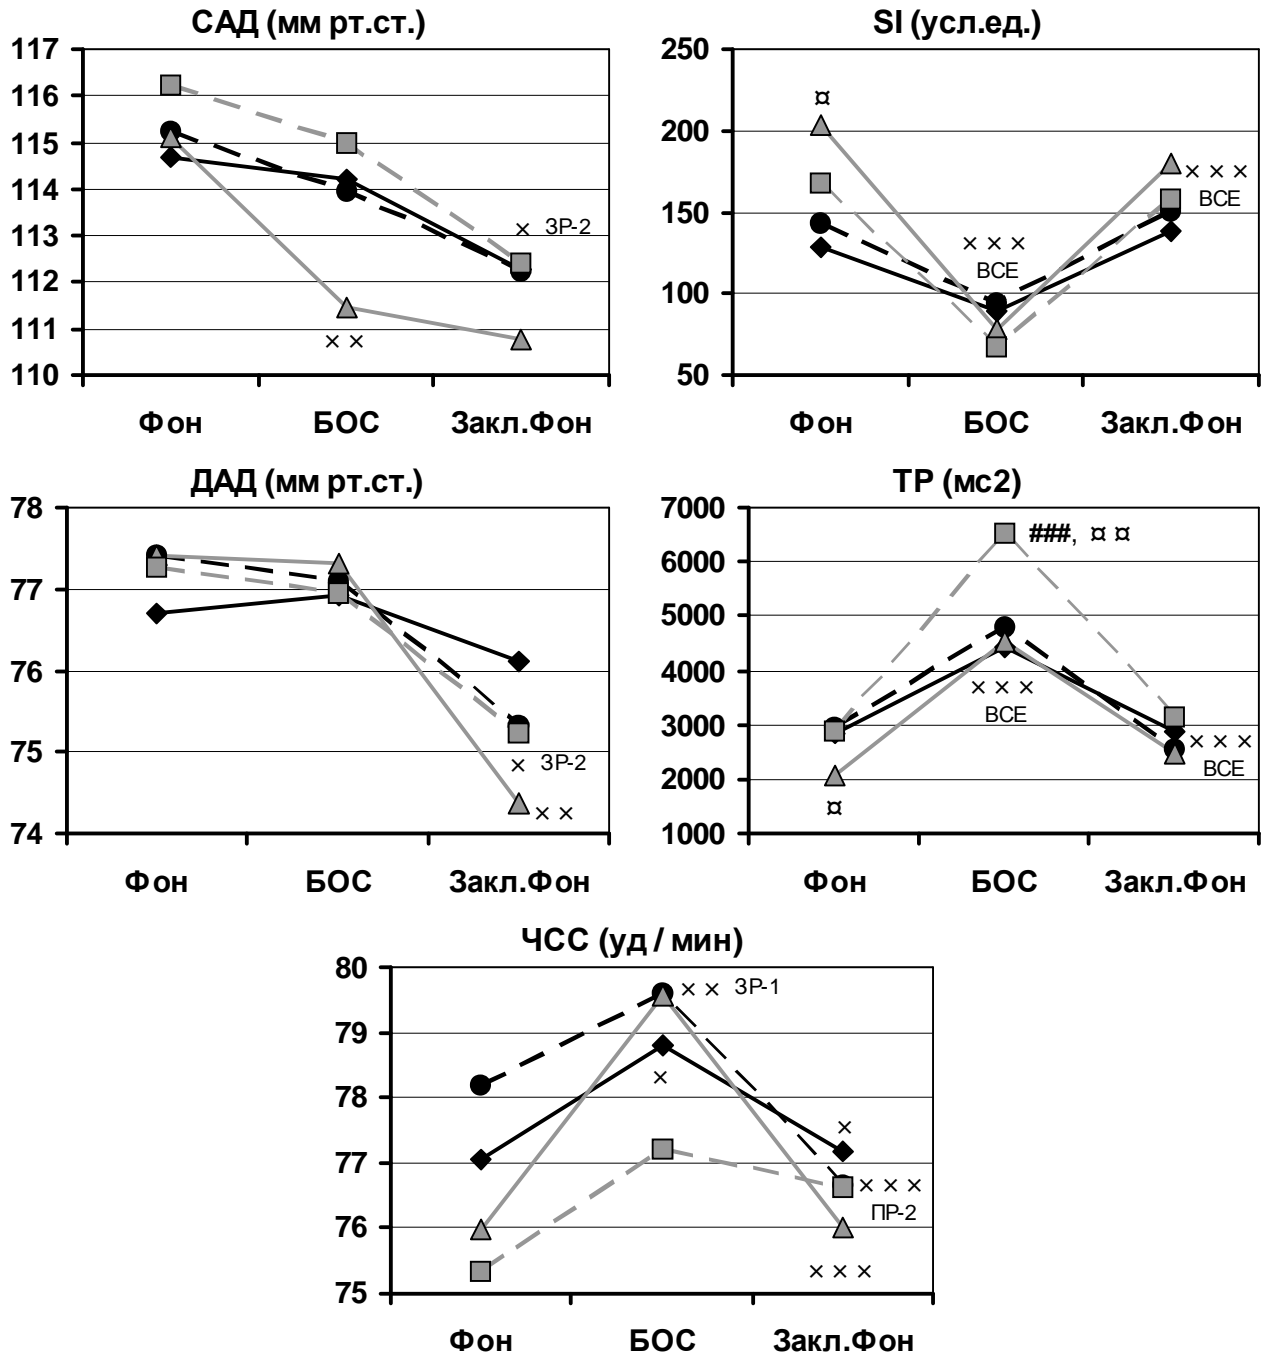 САД (мм рт.ст.)
117
116
115
114
113
112
111
110
× ЗР-2
× ×
Фон БОС Закл.Фон
SI (усл.ед.)
250
200
150
100
50
¤
× × ×
ВСЕ
× × ×
ВСЕ
Фон БОС Закл.Фон
ДАД (мм рт.ст.)
78
77
76
75
74
× ЗР-2
× ×
Фон БОС Закл.Фон
ТР (мс2)
7000
6000
5000
4000
3000
2000
1000
###, ¤ ¤
× × ×
ВСЕ
× × ×
ВСЕ
¤
Фон БОС Закл.Фон
ЧСС (уд / мин)
80
79
78
77
76
75
× × ЗР-1
×
×
× × ×
ПР-2
× × ×
Фон БОС Закл.Фон